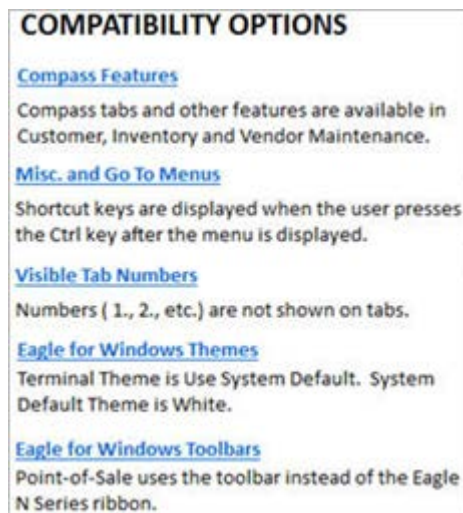 COMPATIBILITY OPTIONS
Compass Features
Compass tabs and other features are available in
Customer, Inventory and Vendor Maintenance.
Misc. and Go To Menus
Shortcut keys are displayed when the user presses
the Ctrl key after the menu is displayed.
Visible Tab Numbers
Numbers ( 1., 2., etc.) are not shown on tabs.
Eagle for Windows Themes
Terminal Theme is Use System Default.  System
Default Theme is White.
Eagle for Windows Toolbars
Point-of-Sale uses the toolbar instead of the Eagle
N Series ribbon.